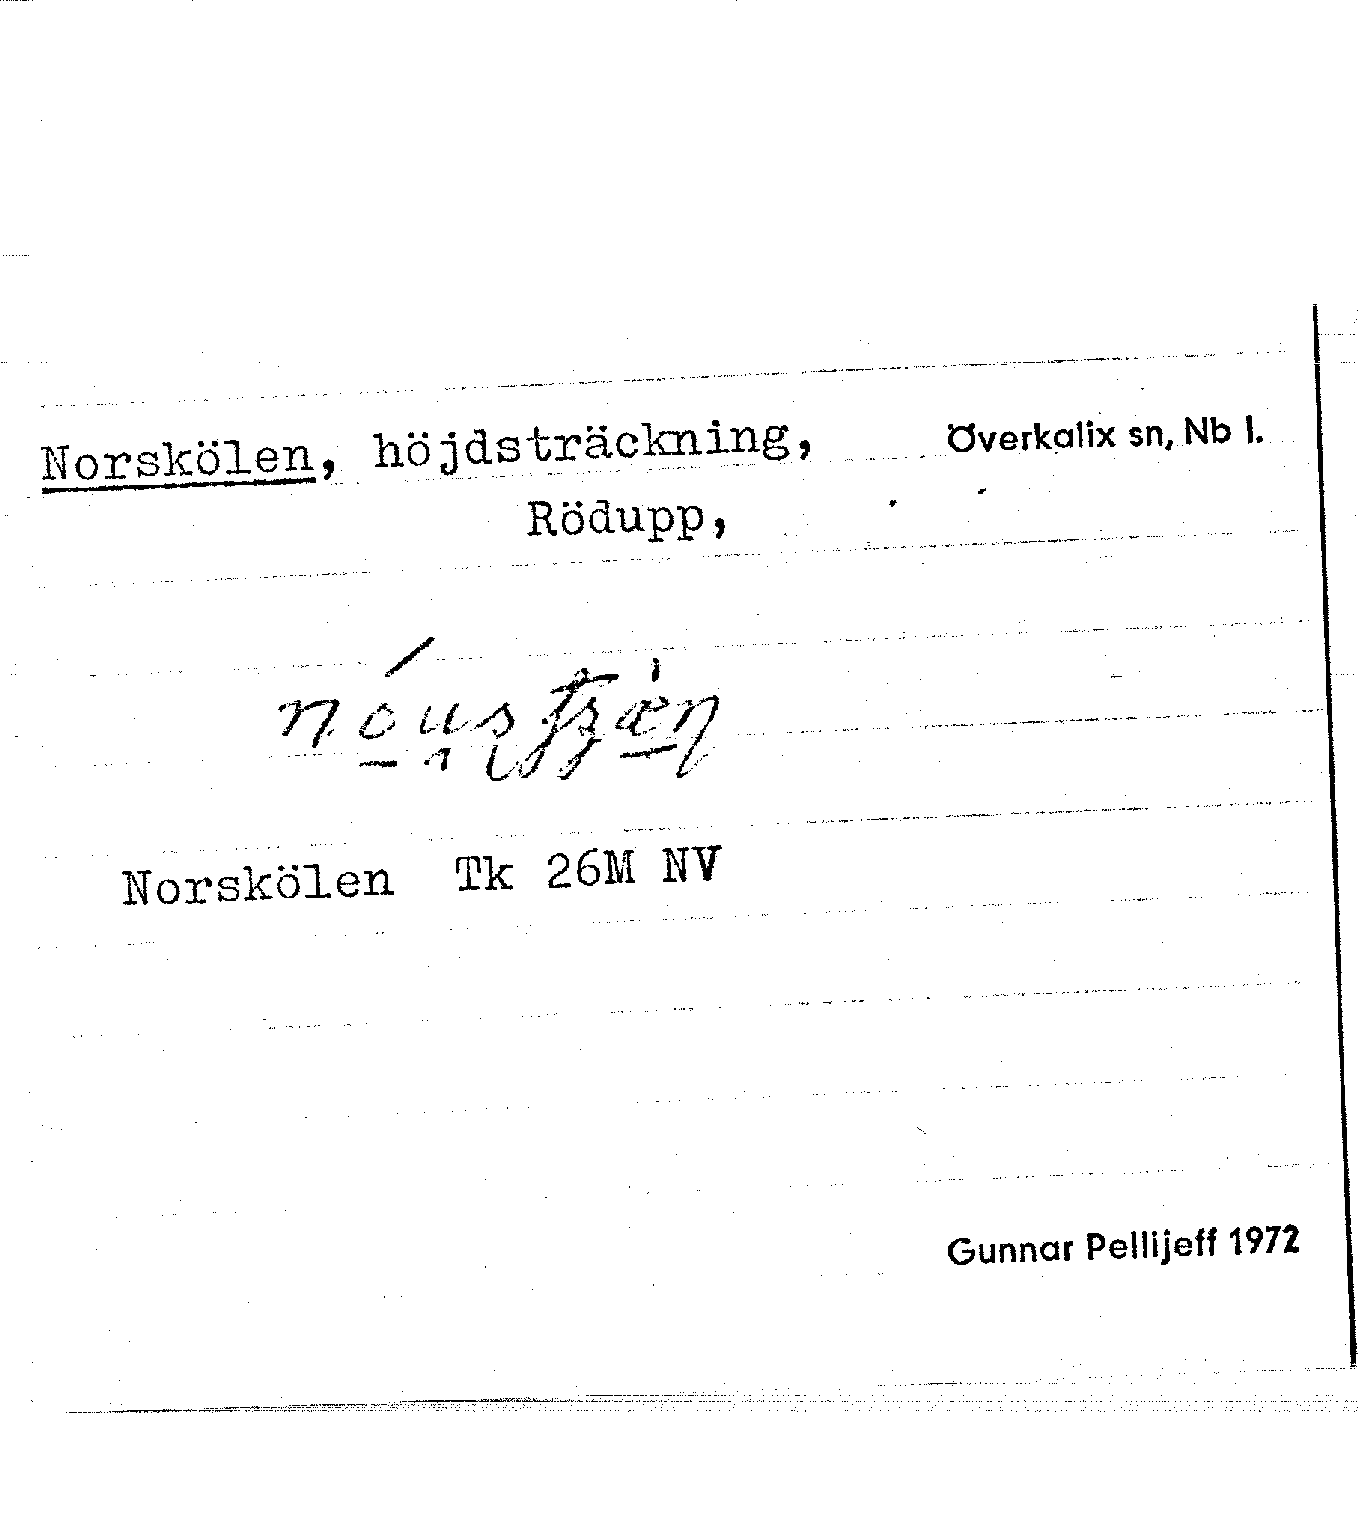 Norskölen, höjdsträckning, Överkalix sn, Nb l.
Rödupp,
Norskölen Tk 26M NV
Gunnar Pellijeff 1972